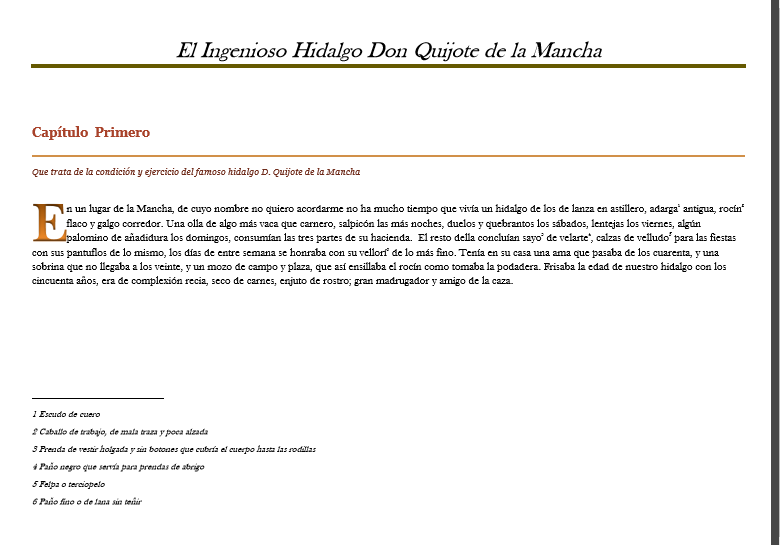 El Ingenioso Hidalgo Don Quijote de la Mancha
Capítulo Primero
Que trata de la condición y ejercicio del famoso hidalgo D. Quijote de la Mancha
En un lugar de la Mancha, de cuyo nombre no quiero acordarme no ha mucho tiempo que vivía un hidalgo de los de lanza en astillero, adarga¹ antigua, rocín²
flaco y galgo corredor. Una olla de algo más vaca que carnero, salpicón las más noches, duelos y quebrantos los sábados, lentejas los viernes, algún
palomino de añadidura los domingos, consumían las tres partes de su hacienda. El resto della concluían sayo³ de velarte⁴, calzas de velludo⁵ para las fiestas
con sus pantuflos de lo mismo, los días de entre semana se honraba con su vellorí⁶ de lo más fino. Tenía en su casa una ama que pasaba de los cuarenta, y una
sobrina que no llegaba a los veinte, y un mozo de campo y plaza, que así ensillaba el rocín como tomaba la podadera. Frisaba la edad de nuestro hidalgo con los
cincuenta años, era de complexión recia, seco de carnes, enjuto de rostro; gran madrugador y amigo de la caza.
1 Escudo de cuero
2 Caballo de trabajo, de mala traza y poca alzada
3 Prenda de vestir holgada y sin botones que cubría el cuerpo hasta las rodillas
4 Paño negro que servía para prendas de abrigo
5 Felpa o terciopelo
6 Paño fino o de lana sin teñir